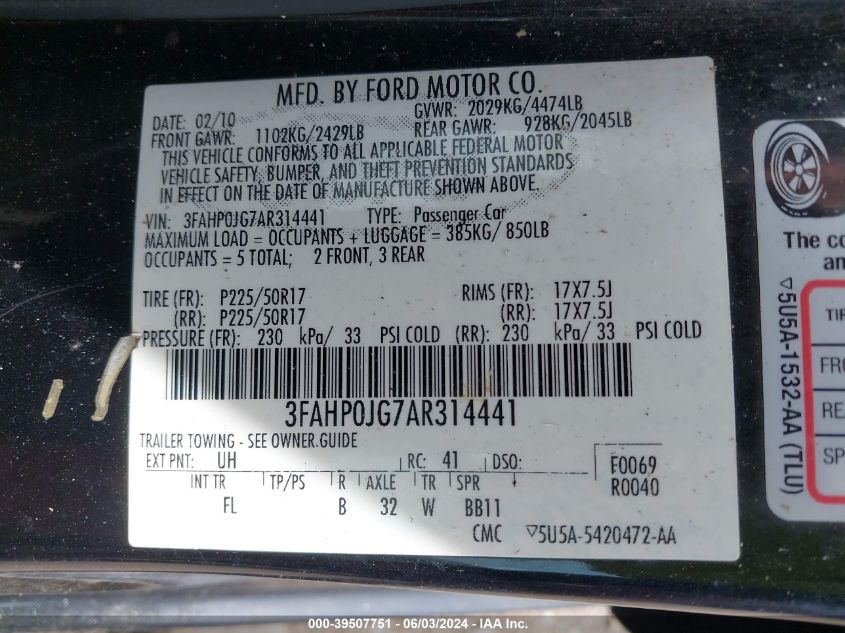 MFD. BY FORD MOTOR CO.
DATE: 02/10 GVWR: 2029KG/4474LB
FRONT GAWR: 1102KG/2429LB REAR GAWR: 928KG/2045LB
THIS VEHICLE CONFORMS TO ALL APPLICABLE FEDERAL MOTOR
VEHICLE SAFETY, BUMPER, AND THEFT PREVENTION STANDARDS
IN EFFECT ON THE DATE OF MANUFACTURE SHOWN ABOVE.
VIN: 3FAHP0JG7AR314441 TYPE: Passenger Car
MAXIMUM LOAD = OCCUPANTS + LUGGAGE = 385KG/ 850LB
OCCUPANTS = 5 TOTAL; 2 FRONT, 3 REAR
TIRE (FR): P225/50R17 RIMS (FR): 17X7.5J
(RR): P225/50R17 (RR): 17X7.5J
PRESSURE (FR): 230 kPa/ 33 PSI COLD (RR): 230 kPa/ 33 PSI COLD
3FAHP0JG7AR314441
TRAILER TOWING - SEE OWNER.GUIDE
EXT PNT: UH RC: 41 DSO: F0069
INT TR TP/PS R AXLE TR SPR R0040
FL B 32 W BB11
CMC ▽5U5A-5420472-AA
▽5U5A-1532-AA (TLU)
The co
an
TIR
FRO
REA
SP
000-39507751 - 06/03/2024 - IAA Inc.